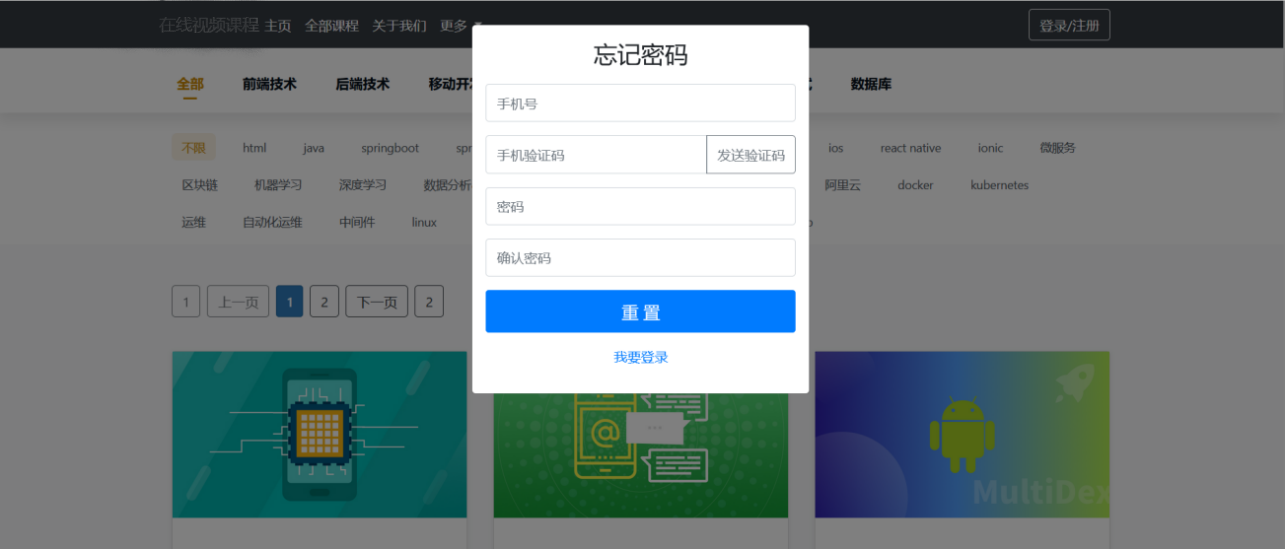 在线视频课程 主页 全部课程 关于我们 更多 登录/注册
忘记密码
全部 前端技术 后端技术 移动开 数据库
手机号
不限 html java springboot ios react native ionic 微服务
手机验证码 发送验证码
区块链 机器学习 深度学习 数据分析 阿里云 docker kubernetes
密码
运维 自动化运维 中间件 linux
确认密码
1 上一页 1 2 下一页 2
重 置
我要登录
@
MultiDex